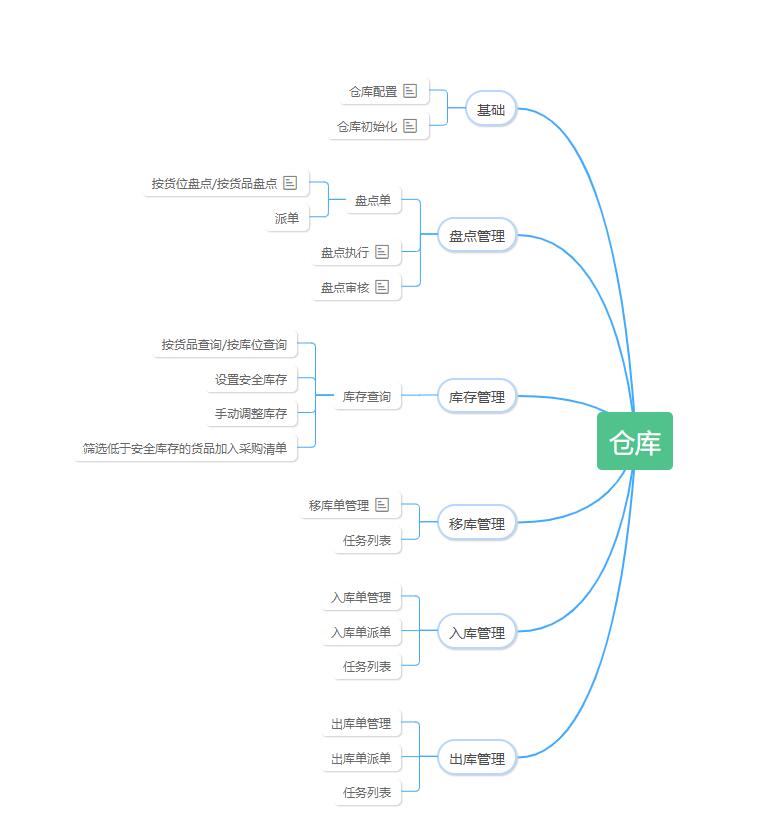 仓库配置
基础
仓库初始化
按货位盘点/按货品盘点
盘点单
派单
盘点管理
盘点执行
盘点审核
按货品查询/按库位查询
设置安全库存
库存查询
库存管理
手动调整库存
仓库
筛选低于安全库存的货品加入采购清单
移库单管理
移库管理
任务列表
入库单管理
入库单派单
入库管理
任务列表
出库单管理
出库单派单
出库管理
任务列表